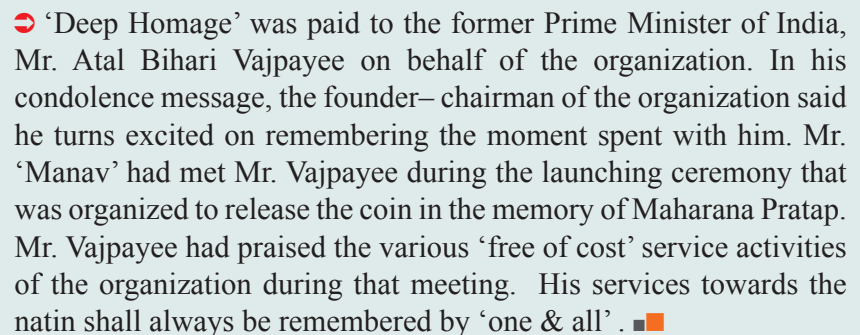 ‘Deep Homage’ was paid to the former Prime Minister of India,
Mr. Atal Bihari Vajpayee on behalf of the organization. In his
condolence message, the founder– chairman of the organization said
he turns excited on remembering the moment spent with him. Mr.
‘Manav’ had met Mr. Vajpayee during the launching ceremony that
was organized to release the coin in the memory of Maharana Pratap.
Mr. Vajpayee had praised the various ‘free of cost’ service activities
of the organization during that meeting. His services towards the
natin shall always be remembered by ‘one & all’ .